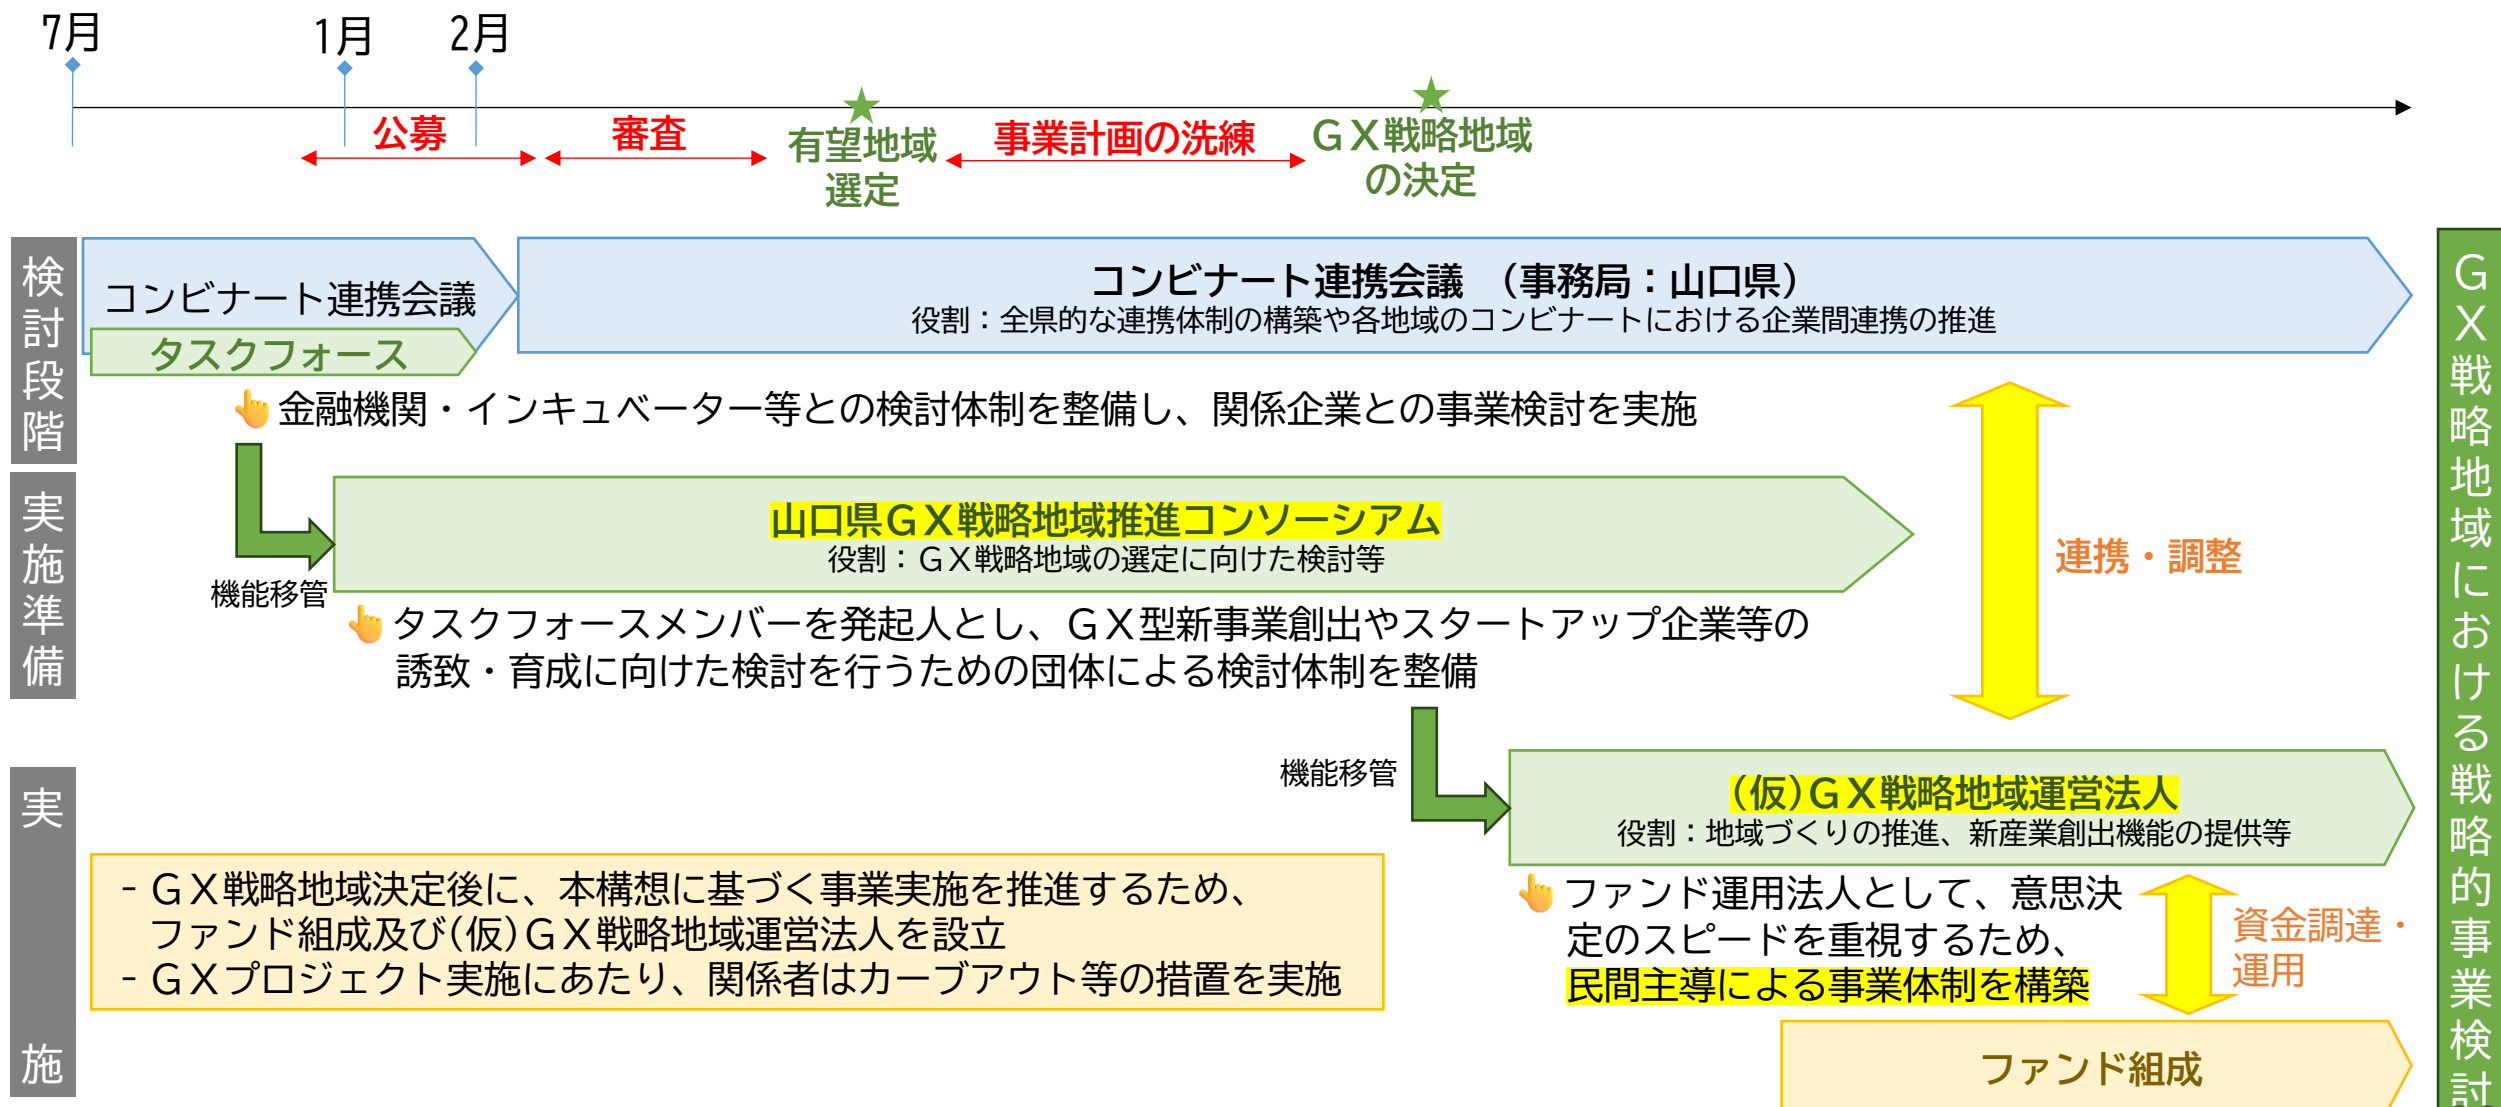 7月
1月
2月
公募
審査
有望地域
選定
事業計画の洗練
ＧＸ戦略地域
の決定
検討段階
コンビナート連携会議
タスクフォース
コンビナート連携会議　（事務局：山口県）
役割：全県的な連携体制の構築や各地域のコンビナートにおける企業間連携の推進
金融機関・インキュベーター等との検討体制を整備し、関係企業との事業検討を実施
実施準備
機能移管
山口県ＧＸ戦略地域推進コンソーシアム
役割：ＧＸ戦略地域の選定に向けた検討等
タスクフォースメンバーを発起人とし、ＧＸ型新事業創出やスタートアップ企業等の
誘致・育成に向けた検討を行うための団体による検討体制を整備
連携・調整
実施
機能移管
(仮)ＧＸ戦略地域運営法人
役割：地域づくりの推進、新産業創出機能の提供等
- ＧＸ戦略地域決定後に、本構想に基づく事業実施を推進するため、
ファンド組成及び(仮)ＧＸ戦略地域運営法人を設立
- ＧＸプロジェクト実施にあたり、関係者はカーブアウト等の措置を実施
ファンド運用法人として、意思決
定のスピードを重視するため、
民間主導による事業体制を構築
資金調達・
運用
ファンド組成
ＧＸ戦略地域における戦略的事業検討